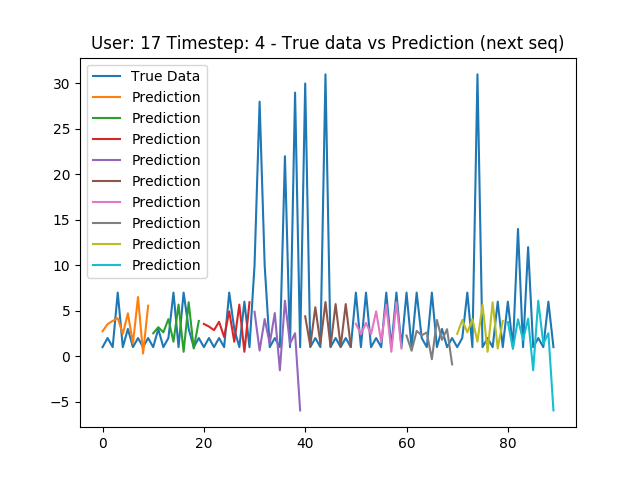 User: 17 Timestep: 4 - True data vs Prediction (next seq)
True Data
Prediction
Prediction
Prediction
Prediction
Prediction
Prediction
Prediction
Prediction
Prediction
30
25
20
15
10
5
0
−5
0 20 40 60 80